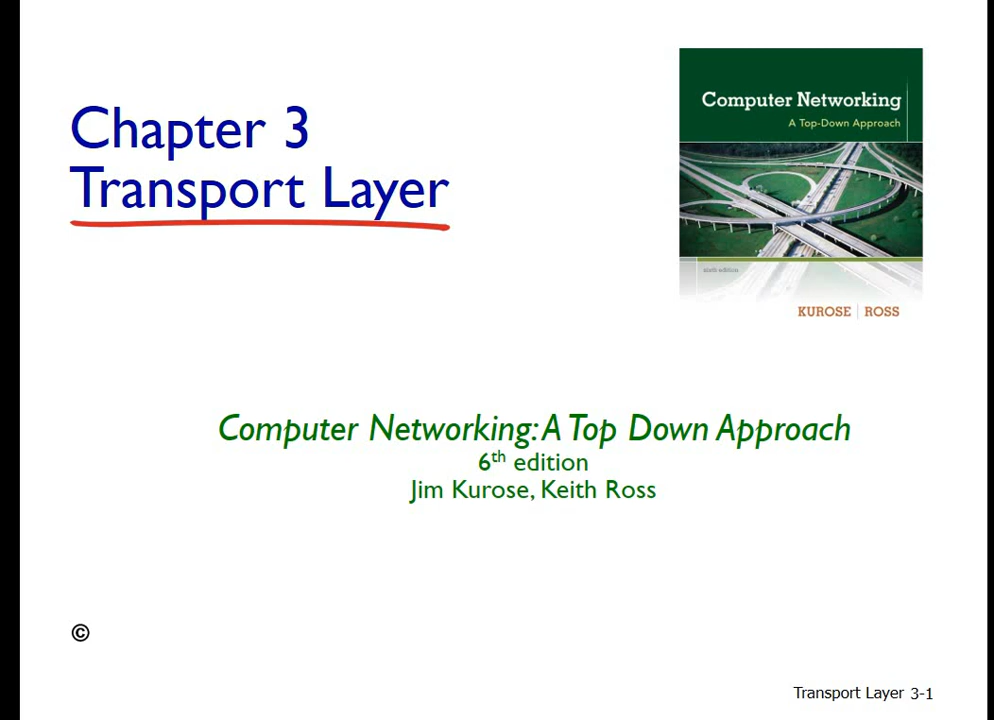 Chapter 3
Transport Layer
Computer Networking
A Top-Down Approach
KUROSE | ROSS
Computer Networking: A Top Down Approach
6th edition
Jim Kurose, Keith Ross
©
Transport Layer 3-1